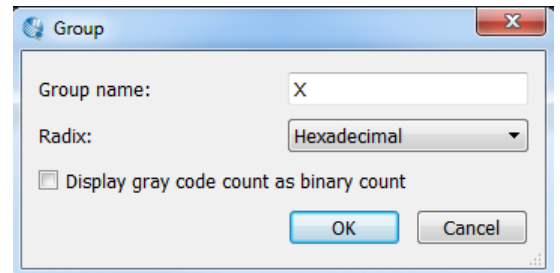 Group
Group name: X
Radix: Hexadecimal
Display gray code count as binary count
OK Cancel